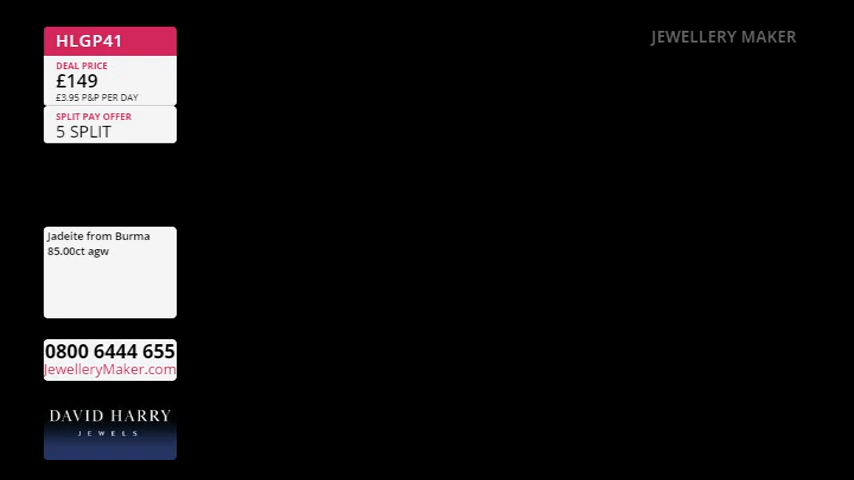 HLGP41
DEAL PRICE
£149
£3.95 P&P PER DAY
SPLIT PAY OFFER
5 SPLIT
Jadeite from Burma
85.00ct agw
0800 6444 655
JewelleryMaker.com
DAVID HARRY
JEWELS
JEWELLERY MAKER